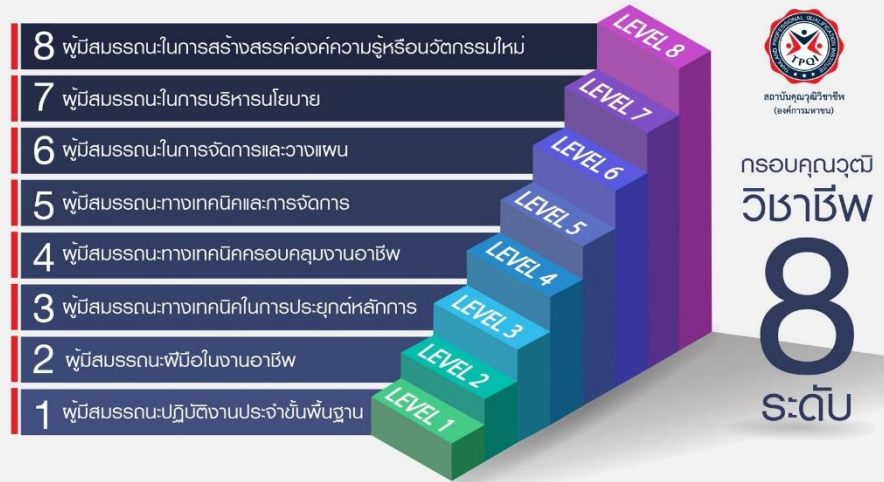 8 ผู้มีสมรรถนะในการสร้างสรรค์องค์ความรู้หรือนวัตกรรมใหม่
7 ผู้มีสมรรถนะในการบริหารนโยบาย
6 ผู้มีสมรรถนะในการจัดการและวางแผน
5 ผู้มีสมรรถนะทางเทคนิคและการจัดการ
4 ผู้มีสมรรถนะทางเทคนิคครอบคลุมงานอาชีพ
3 ผู้มีสมรรถนะทางเทคนิคในการประยุกต์หลักการ
2 ผู้มีสมรรถนะฝีมือในงานอาชีพ
1 ผู้มีสมรรถนะปฏิบัติงานประจำขั้นพื้นฐาน
LEVEL 8
LEVEL 7
LEVEL 6
LEVEL 5
LEVEL 4
LEVEL 3
LEVEL 2
LEVEL 1
THAILAND PROFESSIONAL QUALIFICATION INSTITUTE
TPQI
สถาบันคุณวุฒิวิชาชีพ
(องค์การมหาชน)
กรอบคุณวุฒิ
วิชาชีพ
8
ระดับ